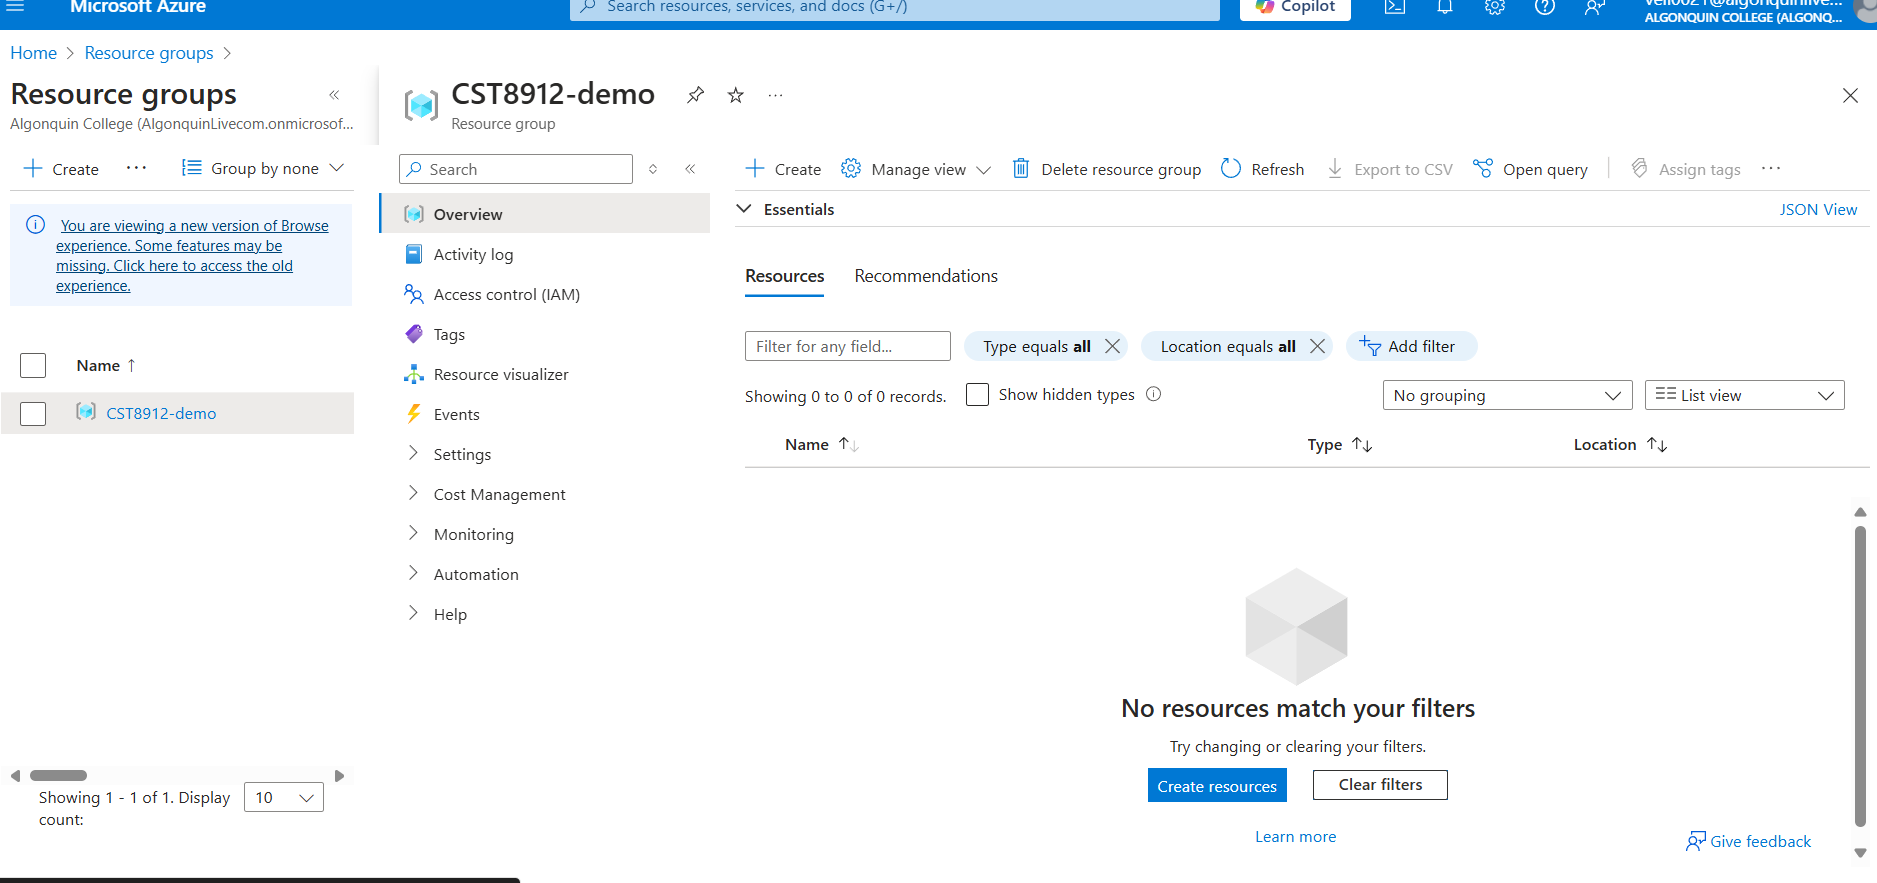 Microsoft Azure
Search resources, services, and docs (G+/)
Copilot
ALGONQUIN COLLEGE (ALGONQ...
Home > Resource groups >
Resource groups
Algonquin College (AlgonquinLivecom.onmicrosof...
Create
Group by none
You are viewing a new version of Browse
experience. Some features may be
missing. Click here to access the old
experience.
Name ↑
CST8912-demo
Showing 1 - 1 of 1. Display
count:
10
CST8912-demo
Resource group
Search
Overview
Activity log
Access control (IAM)
Tags
Resource visualizer
Events
Settings
Cost Management
Monitoring
Automation
Help
Create
Manage view
Delete resource group
Refresh
Export to CSV
Open query
Assign tags
Essentials
JSON View
Resources
Recommendations
Filter for any field...
Type equals all
Location equals all
Add filter
Showing 0 to 0 of 0 records.
Show hidden types
No grouping
List view
Name ↑↓
Type ↑↓
Location ↑↓
No resources match your filters
Try changing or clearing your filters.
Create resources
Clear filters
Learn more
Give feedback